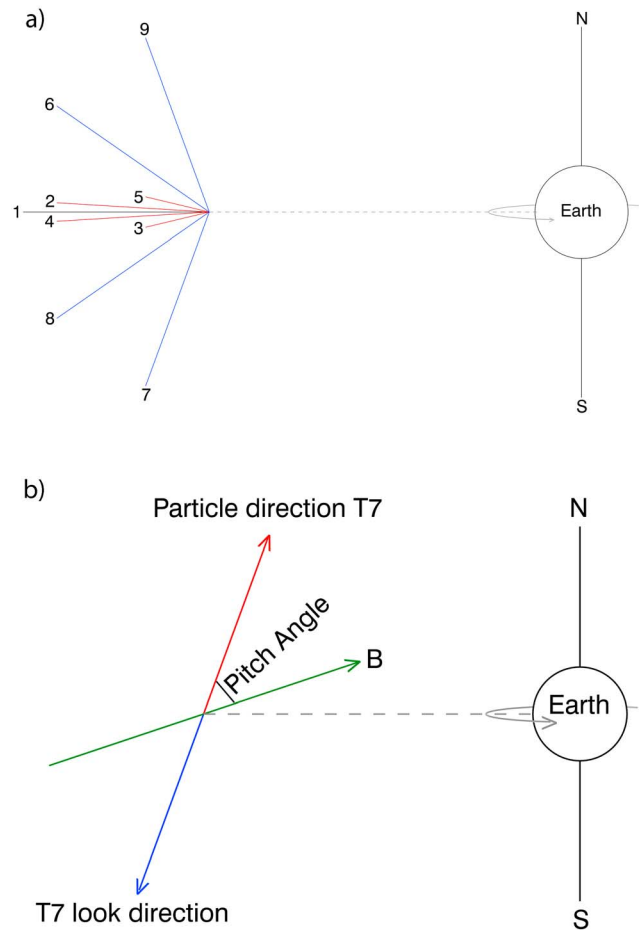 a)
N
9
6
5
2
1
4
3
Earth
8
7
S
b)
Particle direction T7
N
Pitch Angle
B
Earth
T7 look direction
S